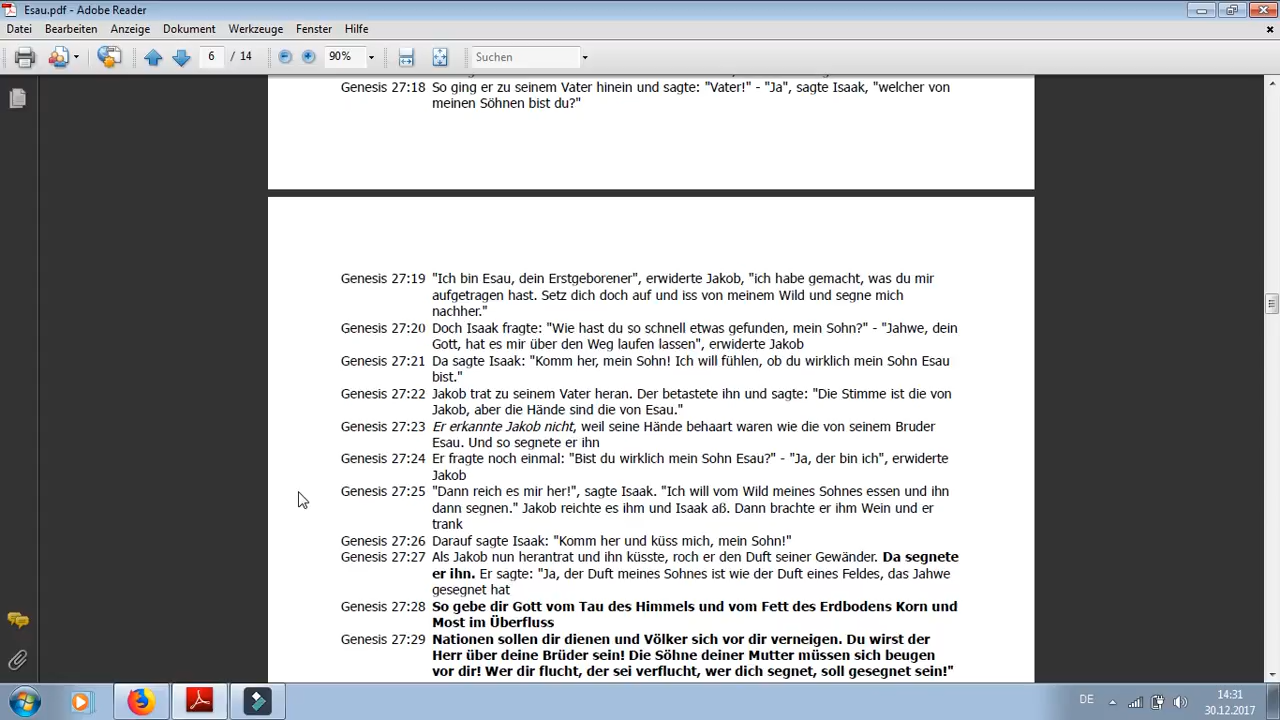 Esau.pdf - Adobe Reader
Datei Bearbeiten Anzeige Dokument Werkzeuge Fenster Hilfe
6 / 14 90% Suchen
Genesis 27:18 So ging er zu seinem Vater hinein und sagte: "Vater!" - "Ja", sagte Isaak, "welcher von
meinen Söhnen bist du?"
Genesis 27:19 "Ich bin Esau, dein Erstgeborener", erwiderte Jakob, "ich habe gemacht, was du mir
aufgetragen hast. Setz dich doch auf und iss von meinem Wild und segne mich
nachher."
Genesis 27:20 Doch Isaak fragte: "Wie hast du so schnell etwas gefunden, mein Sohn?" - "Jahwe, dein
Gott, hat es mir über den Weg laufen lassen", erwiderte Jakob
Genesis 27:21 Da sagte Isaak: "Komm her, mein Sohn! Ich will fühlen, ob du wirklich mein Sohn Esau
bist."
Genesis 27:22 Jakob trat zu seinem Vater heran. Der betastete ihn und sagte: "Die Stimme ist die von
Jakob, aber die Hände sind die von Esau."
Genesis 27:23 Er erkannte Jakob nicht, weil seine Hände behaart waren wie die von seinem Bruder
Esau. Und so segnete er ihn
Genesis 27:24 Er fragte noch einmal: "Bist du wirklich mein Sohn Esau?" - "Ja, der bin ich", erwiderte
Jakob
Genesis 27:25 "Dann reich es mir her!", sagte Isaak. "Ich will vom Wild meines Sohnes essen und ihn
dann segnen." Jakob reichte es ihm und Isaak aß. Dann brachte er ihm Wein und er
trank
Genesis 27:26 Darauf sagte Isaak: "Komm her und küss mich, mein Sohn!"
Genesis 27:27 Als Jakob nun herantrat und ihn küsste, roch er den Duft seiner Gewänder. Da segnete
er ihn. Er sagte: "Ja, der Duft meines Sohnes ist wie der Duft eines Feldes, das Jahwe
gesegnet hat
Genesis 27:28 So gebe dir Gott vom Tau des Himmels und vom Fett des Erdbodens Korn und
Most im Überfluss
Genesis 27:29 Nationen sollen dir dienen und Völker sich vor dir verneigen. Du wirst der
Herr über deine Brüder sein! Die Söhne deiner Mutter müssen sich beugen
vor dir! Wer dir flucht, der sei verflucht, wer dich segnet, soll gesegnet sein!"
DE 14:31
30.12.2017